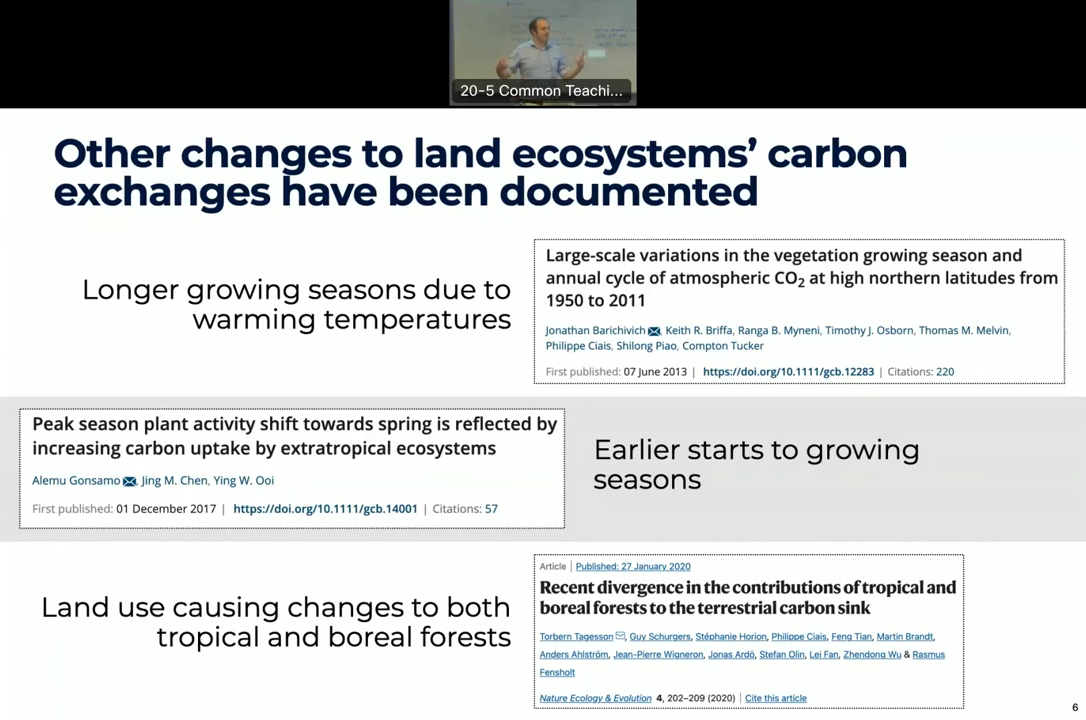 20-5 Common Teachi...
Other changes to land ecosystems' carbon
exchanges have been documented
Longer growing seasons due to
warming temperatures
Large-scale variations in the vegetation growing season and
annual cycle of atmospheric CO₂ at high northern latitudes from
1950 to 2011
Jonathan Barichivich, Keith R. Briffa, Ranga B. Myneni, Timothy J. Osborn, Thomas M. Melvin,
Philippe Ciais, Shilong Piao, Compton Tucker
First published: 07 June 2013 | https://doi.org/10.1111/gcb.12283 | Citations: 220
Peak season plant activity shift towards spring is reflected by
increasing carbon uptake by extratropical ecosystems
Alemu Gonsamo, Jing M. Chen, Ying W. Ooi
First published: 01 December 2017 | https://doi.org/10.1111/gcb.14001 | Citations: 57
Earlier starts to growing
seasons
Land use causing changes to both
tropical and boreal forests
Article | Published: 27 January 2020
Recent divergence in the contributions of tropical and
boreal forests to the terrestrial carbon sink
Torbern Tagesson, Guy Schurgers, Stéphanie Horion, Philippe Ciais, Feng Tian, Martin Brandt,
Anders Ahlström, Jean-Pierre Wigneron, Jonas Ardö, Stefan Olin, Lei Fan, Zhendong Wu & Rasmus
Fensholt
Nature Ecology & Evolution 4, 202–209 (2020) | Cite this article
6